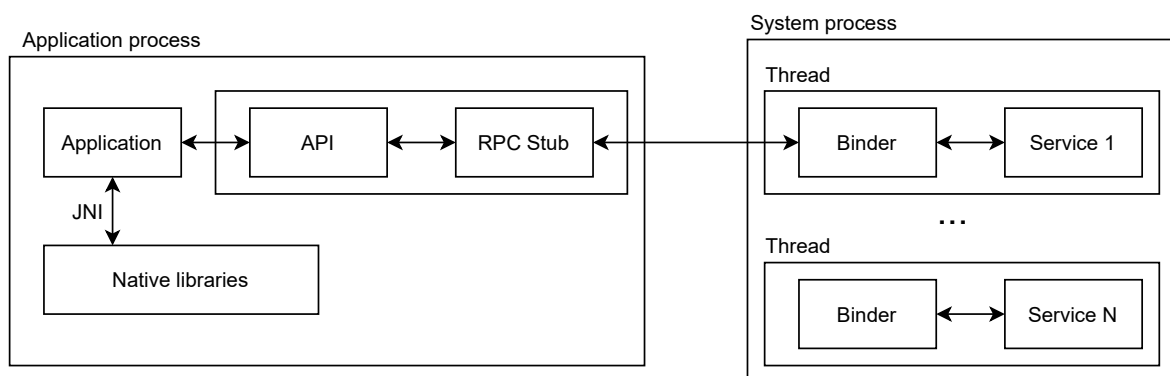 System process
Application process
Thread
Application
API
RPC Stub
Binder
Service 1
JNI
...
Thread
Native libraries
Binder
Service N